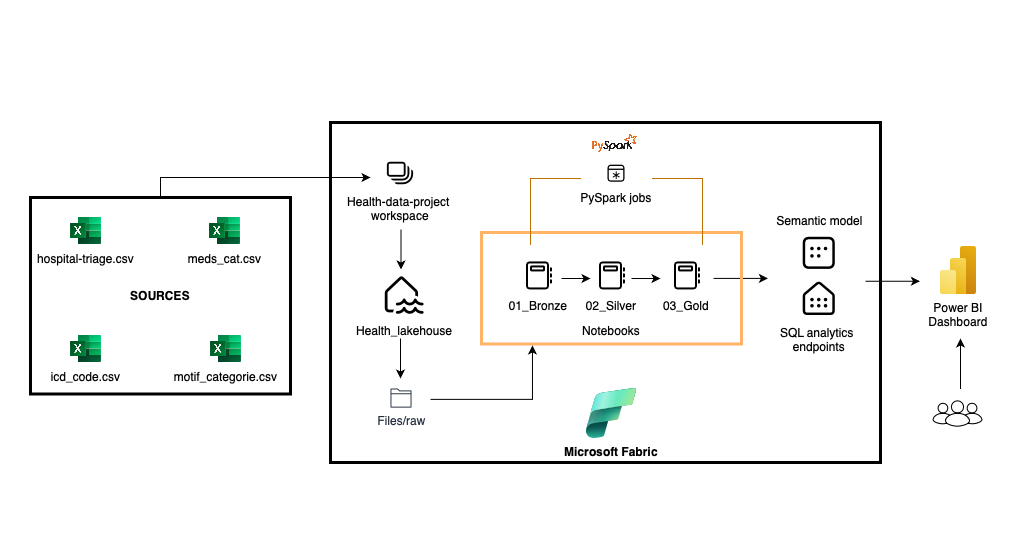 hospital-triage.csv
meds_cat.csv
SOURCES
icd_code.csv
motif_categorie.csv
Health-data-project
workspace
Health_lakehouse
Files/raw
PySpark
PySpark jobs
01_Bronze
02_Silver
03_Gold
Notebooks
Microsoft Fabric
Semantic model
SQL analytics
endpoints
Power BI
Dashboard